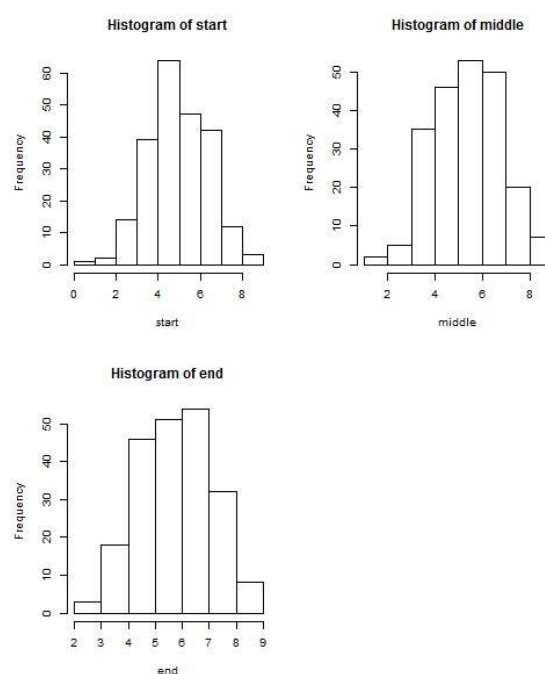 Histogram of start
Frequency
0 10 20 30 40 50 60
0 2 4 6 8
start
Histogram of middle
Frequency
0 10 20 30 40 50
2 4 6 8
middle
Histogram of end
Frequency
0 10 20 30 40 50
2 3 4 5 6 7 8 9
end